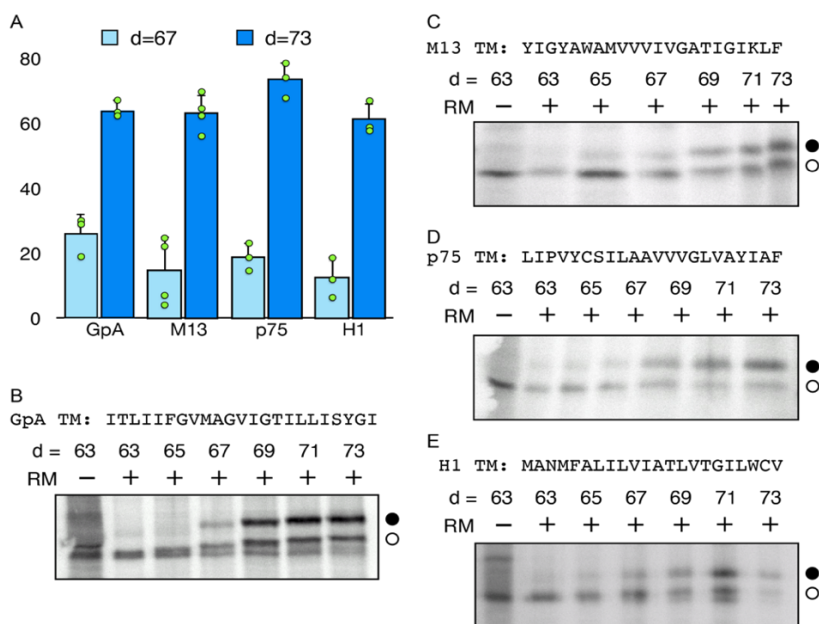 A
d=67 d=73
80
60
40
20
0
GpA M13 p75 H1
B
GpA TM: ITLIIFGVMAGVIGTILLISYGI
d = 63 63 65 67 69 71 73
RM − + + + + + +
C
M13 TM: YIGYAWAMVVVIVGATIGIKLF
d = 63 63 65 67 69 71 73
RM − + + + + + +
D
p75 TM: LIPVYCSILAAVVVGLVAYIAF
d = 63 63 65 67 69 71 73
RM − + + + + + +
E
H1 TM: MANMFALILVIATLVTGILWCV
d = 63 63 65 67 69 71 73
RM − + + + + + +